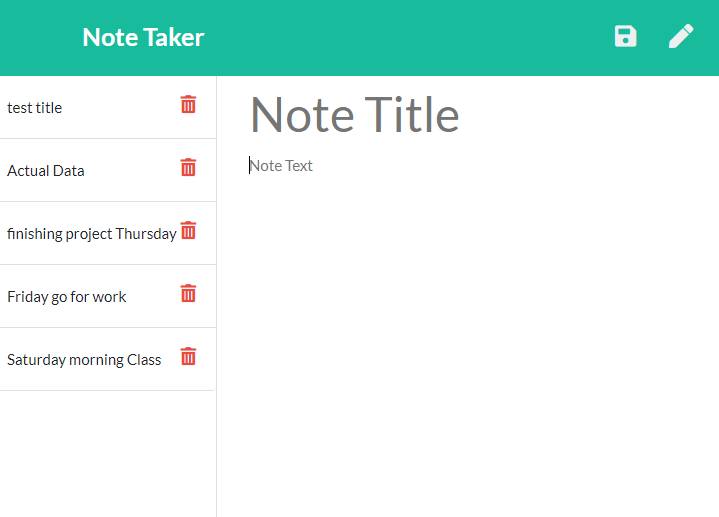 Note Taker
test title
Actual Data
finishing project Thursday
Friday go for work
Saturday morning Class
Note Title
Note Text